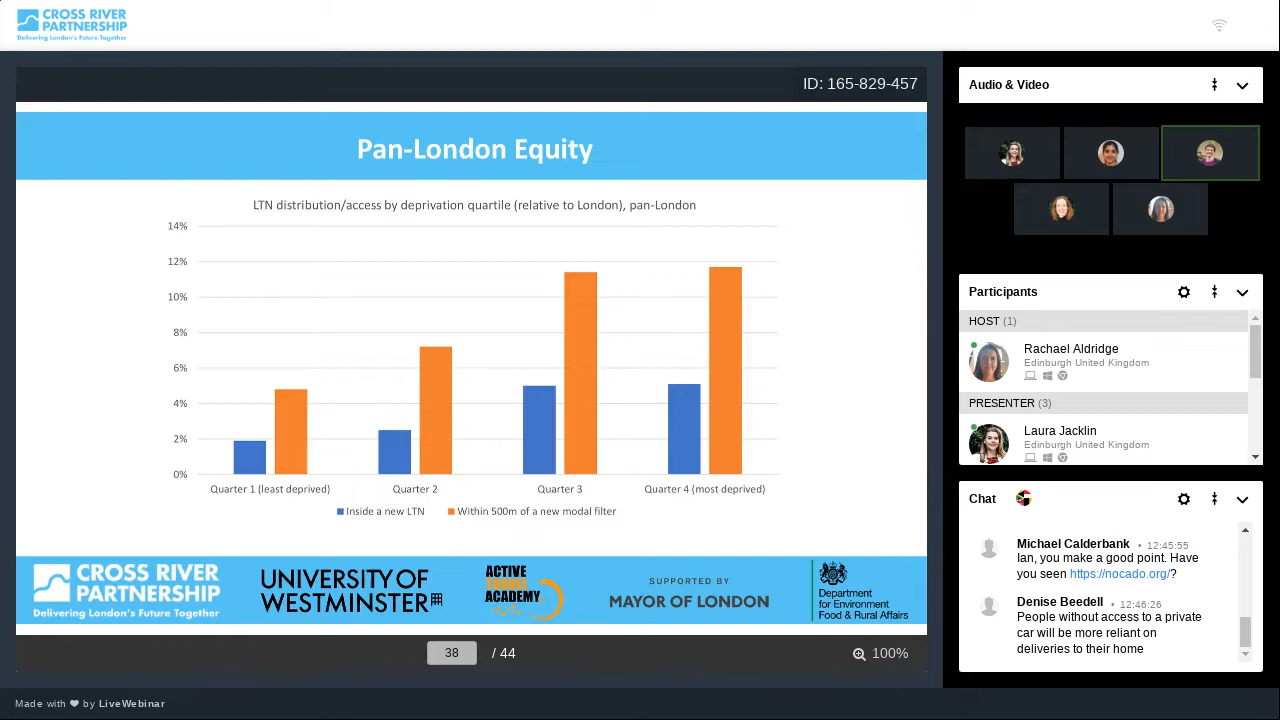 CROSS RIVER
PARTNERSHIP
Delivering London's Future Together
ID: 165-829-457
Pan-London Equity
LTN distribution/access by deprivation quartile (relative to London), pan-London
14%
12%
10%
8%
6%
4%
2%
0%
Quarter 1 (least deprived)
Quarter 2
Quarter 3
Quarter 4 (most deprived)
Inside a new LTN
Within 500m of a new modal filter
CROSS RIVER
PARTNERSHIP
Delivering London's Future Together
UNIVERSITY OF
WESTMINSTER
ACTIVE
TRAVEL
ACADEMY
SUPPORTED BY
MAYOR OF LONDON
Department
for Environment
Food & Rural Affairs
38 / 44
100%
Audio & Video
Participants
HOST (1)
Rachael Aldridge
Edinburgh United Kingdom
PRESENTER (3)
Laura Jacklin
Edinburgh United Kingdom
Chat
Michael Calderbank • 12:45:55
Ian, you make a good point. Have
you seen https://nocado.org/?
Denise Beedell • 12:46:26
People without access to a private
car will be more reliant on
deliveries to their home
Made with ❤ by LiveWebinar